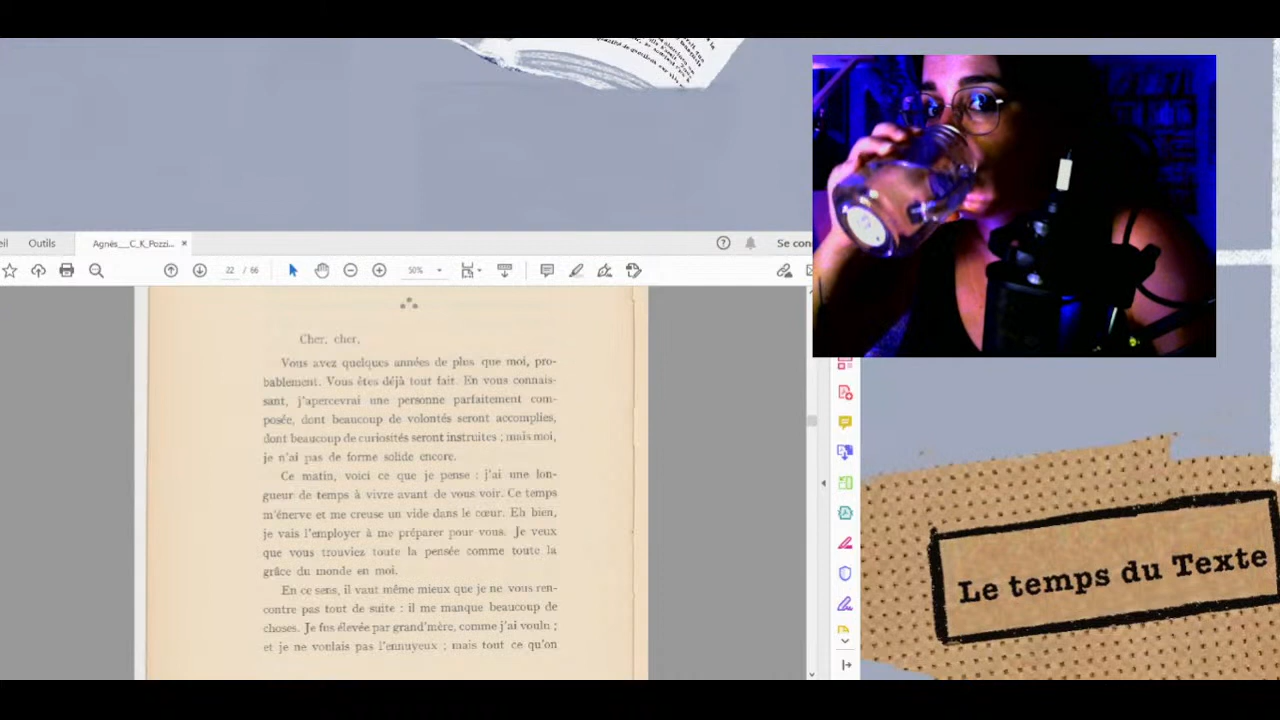 eil Outils Agnés__C_K_Pozzi... × Se con
22 / 66 50%
Cher, cher,
Vous avez quelques années de plus que moi, pro-
bablement. Vous êtes déjà tout fait. En vous connais-
sant, j'apercevrai une personne parfaitement com-
posée, dont beaucoup de volontés seront accomplies,
dont beaucoup de curiosités seront instruites ; mais moi,
je n'ai pas de forme solide encore.
Ce matin, voici ce que je pense : j'ai une lon-
gueur de temps à vivre avant de vous voir. Ce temps
m'énerve et me creuse un vide dans le cœur. Eh bien,
je vais l'employer à me préparer pour vous. Je veux
que vous trouviez toute la pensée comme toute la
grâce du monde en moi.
En ce sens, il vaut même mieux que je ne vous ren-
contre pas tout de suite : il me manque beaucoup de
choses. Je fus élevée par grand'mère, comme j'ai voulu ;
et je ne voulais pas l'ennuyeux ; mais tout ce qu'on
Le temps du Texte